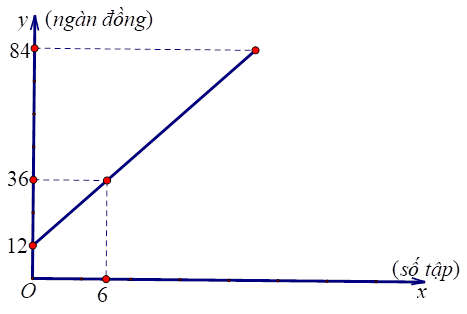 y (ngàn đồng)
84
36
12
O
6
(số tập)
x